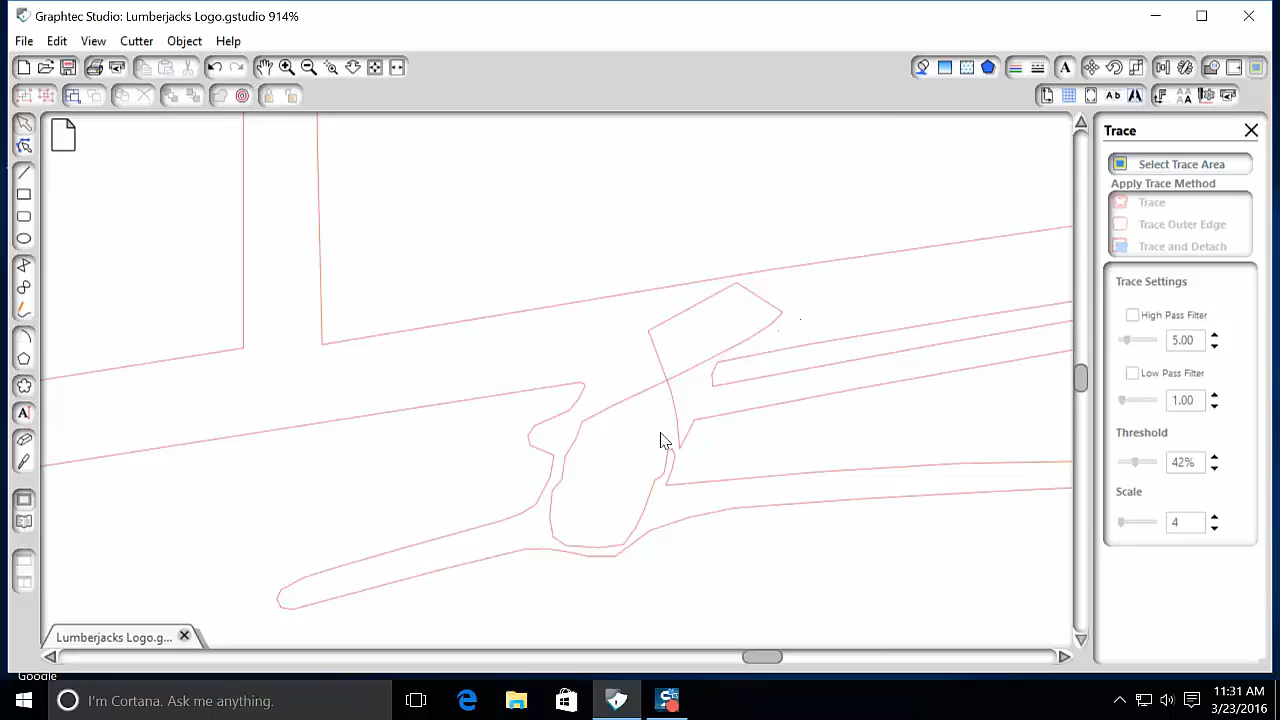 Graphtec Studio: Lumberjacks Logo.gstudio 914%
File Edit View Cutter Object Help
Trace
Select Trace Area
Apply Trace Method
Trace
Trace Outer Edge
Trace and Detach
Trace Settings
High Pass Filter
5.00
Low Pass Filter
1.00
Threshold
42%
Scale
4
Lumberjacks Logo.g...
Google
I'm Cortana. Ask me anything.
11:31 AM
3/23/2016